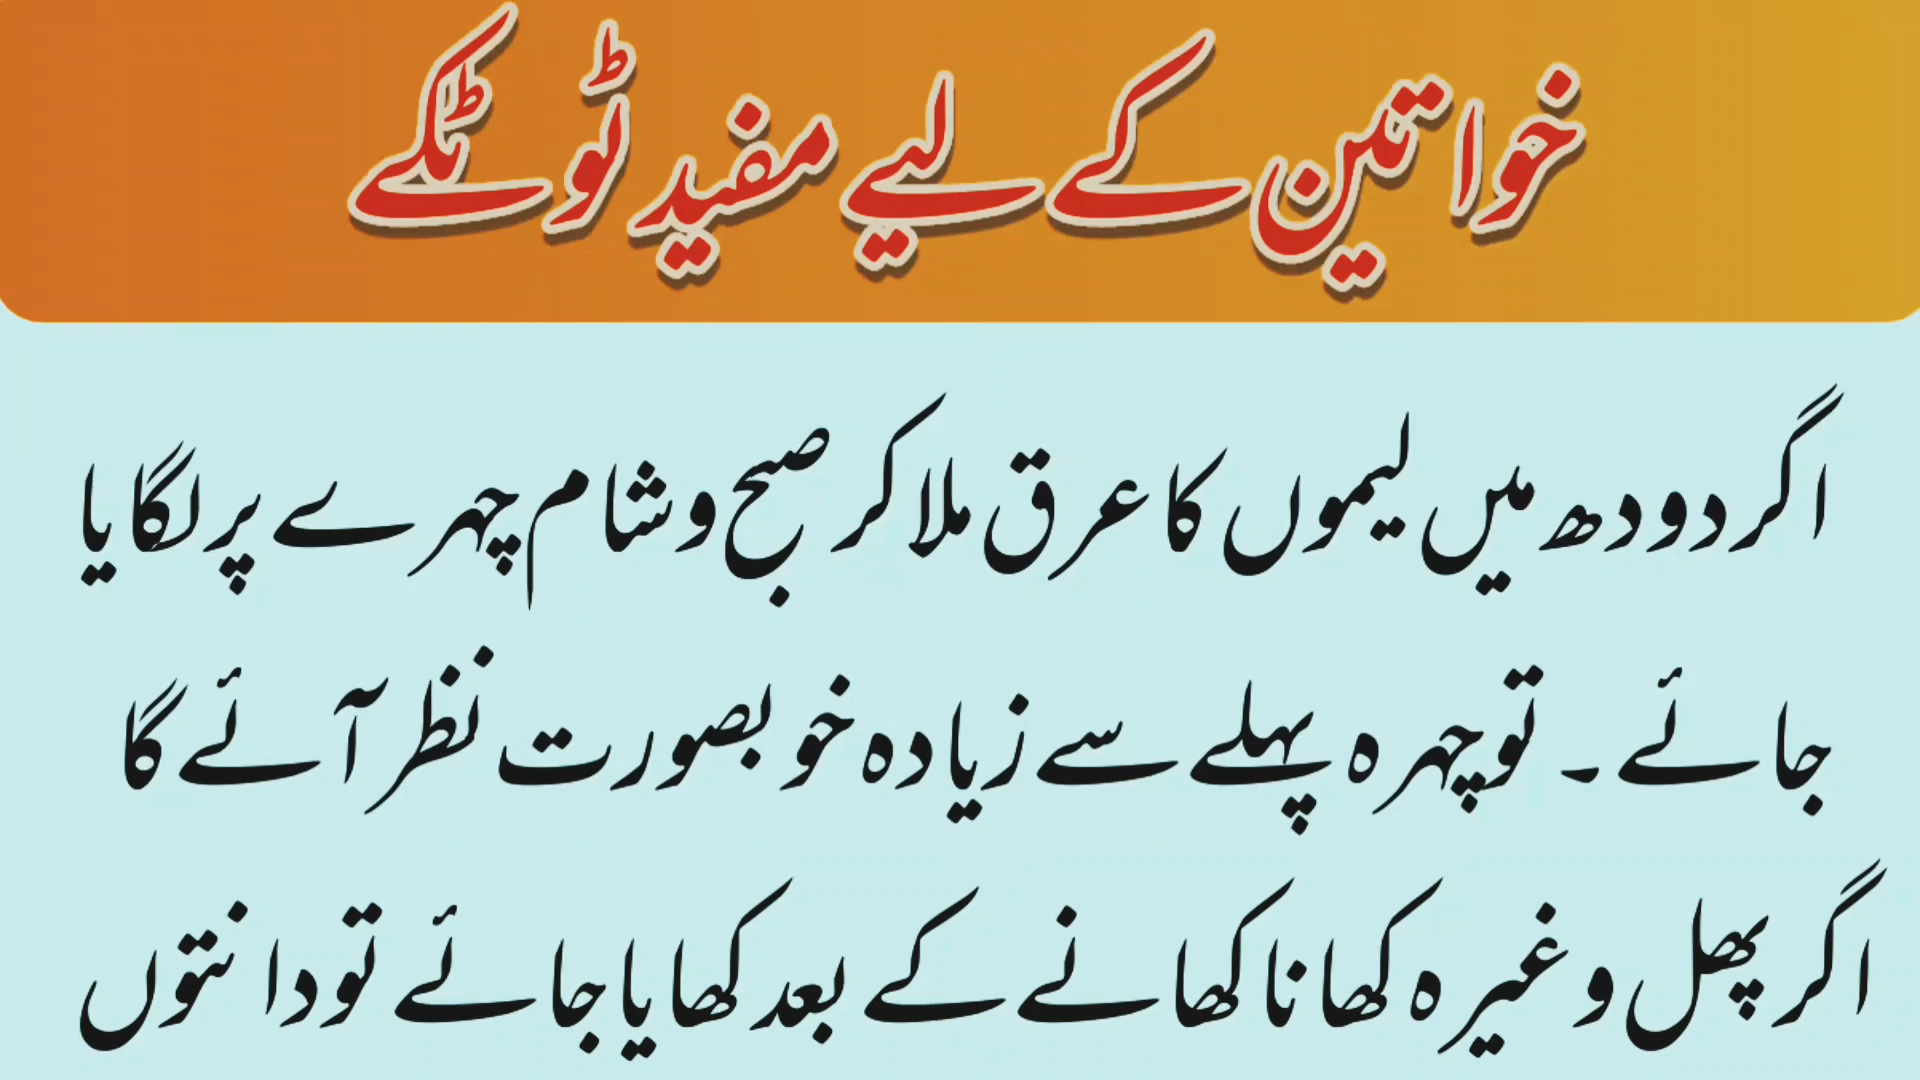 خواتین کے لیے مفید ٹوٹکے
اگر دودھ میں لیموں کا عرق ملا کر صبح و شام چہرے پر لگایا
جائے ۔ تو چہرہ پہلے سے زیادہ خوبصورت نظر آئے گا
اگر پھل وغیرہ کھانا کھانے کے بعد کھایا جائے تو دانتوں